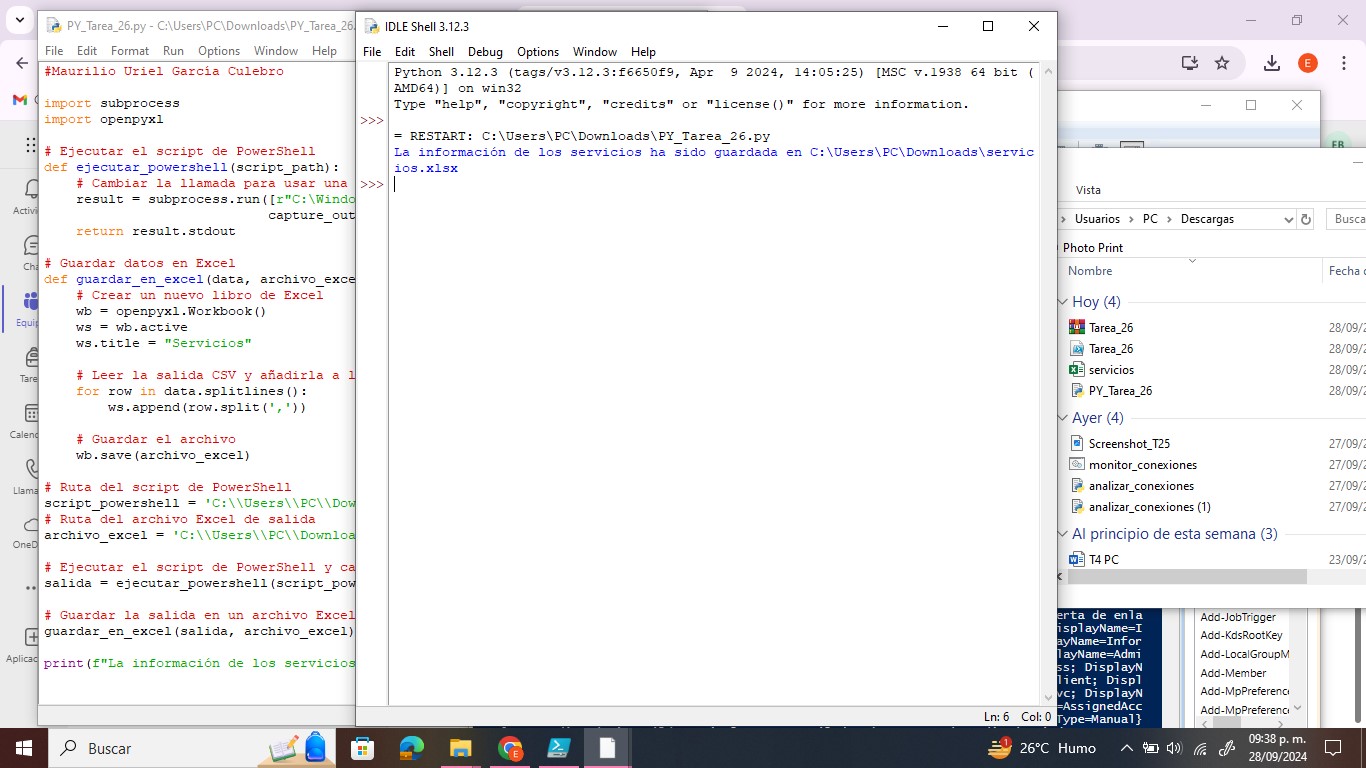 PY_Tarea_26.py - C:\Users\PC\Downloads\PY_Tarea_26.
File Edit Format Run Options Window Help
#Maurilio Uriel García Culebro
import subprocess
import openpyxl
# Ejecutar el script de PowerShell
def ejecutar_powershell(script_path):
# Cambiar la llamada para usar una
result = subprocess.run([r"C:\Windo
capture_out
return result.stdout
# Guardar datos en Excel
def guardar_en_excel(data, archivo_exce
# Crear un nuevo libro de Excel
wb = openpyxl.Workbook()
ws = wb.active
ws.title = "Servicios"
# Leer la salida CSV y añadirla a l
for row in data.splitlines():
ws.append(row.split(','))
# Guardar el archivo
wb.save(archivo_excel)
# Ruta del script de PowerShell
script_powershell = 'C:\\Users\\PC\\Dow
# Ruta del archivo Excel de salida
archivo_excel = 'C:\\Users\\PC\\Downloa
# Ejecutar el script de PowerShell y ca
salida = ejecutar_powershell(script_pow
# Guardar la salida en un archivo Excel
guardar_en_excel(salida, archivo_excel)
print(f"La información de los servicios
IDLE Shell 3.12.3
File Edit Shell Debug Options Window Help
Python 3.12.3 (tags/v3.12.3:f6650f9, Apr  9 2024, 14:05:25) [MSC v.1938 64 bit (
AMD64)] on win32
Type "help", "copyright", "credits" or "license()" for more information.
>>>
= RESTART: C:\Users\PC\Downloads\PY_Tarea_26.py
La información de los servicios ha sido guardada en C:\Users\PC\Downloads\servic
ios.xlsx
>>>
Ln: 6 Col: 0
Activi
Cha
Equip
Tare
Calend
Llama
OneD
Aplicac
E
EB
Vista
Usuarios > PC > Descargas
Busca
Photo Print
Nombre
Fecha d
Hoy (4)
Tarea_26 28/09/2
Tarea_26 28/09/2
servicios 28/09/2
PY_Tarea_26 28/09/2
Ayer (4)
Screenshot_T25 27/09/2
monitor_conexiones 27/09/2
analizar_conexiones 27/09/2
analizar_conexiones (1) 27/09/2
Al principio de esta semana (3)
T4 PC 23/09/2
erta de enla
isplayName=I
ayName=Infor
layName=Admi
ss; DisplayN
lient; Displ
vc; DisplayN
=AssignedAcc
Type=Manual}
Add-JobTrigger
Add-KdsRootKey
Add-LocalGroupM
Add-Member
Add-MpPreference
Add-MpPreference
Buscar
E
1
26°C Humo
09:38 p. m.
28/09/2024